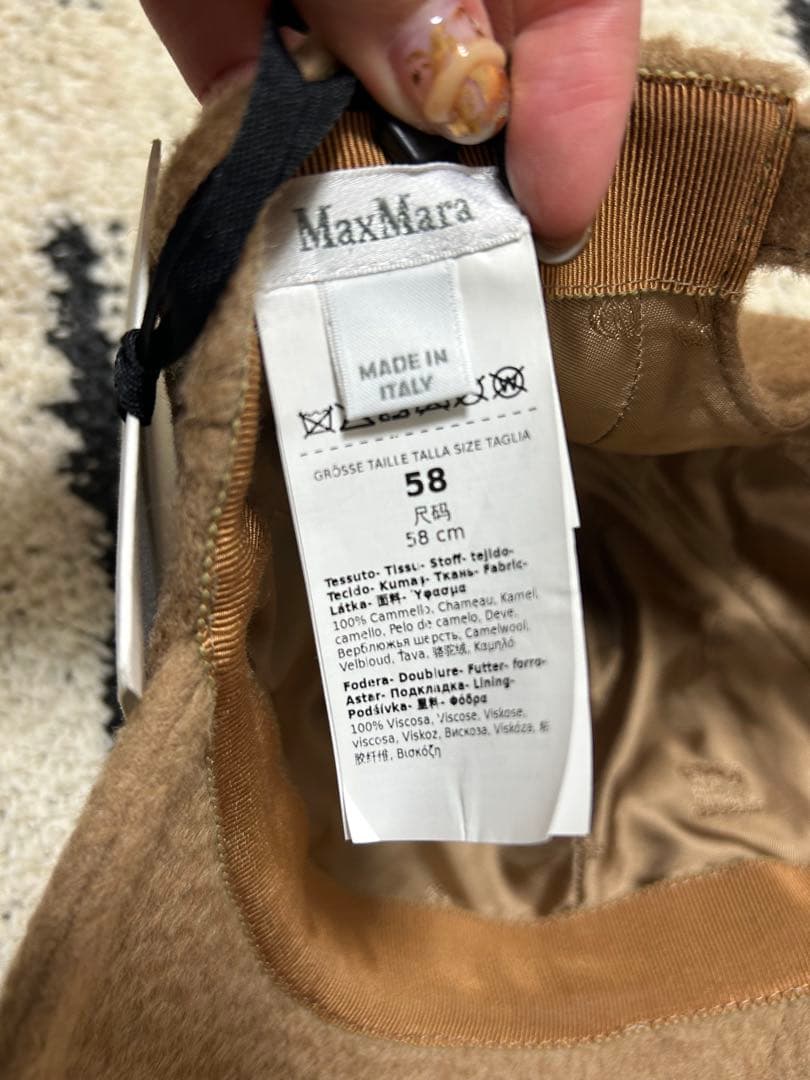 MaxMara
MADE IN
ITALY
GRÖSSE TAILLE TALLA SIZE TAGLIA
58
尺码
58 cm
Tessuto- Tissu- Stoff- tejido-
Tecido- Kumaş- Ткань- Fabric-
Látka- 面料- Ύφασμα
100% Cammello, Chameau, Kamel,
camello, Pelo de camelo, Deve,
Верблюжья шерсть, Camelwool,
Velbloud, Ťava, 骆驼绒, Καμηλό
Fodera- Doublure- Futter- forro-
Astar- Подкладка- Lining-
Podšívka- 里料- Φόδρα
100% Viscosa, Viscose, Viskose,
viscosa, Viskoz, Вискоза, Viskóza, 粘
胶纤维, Βισκόζη